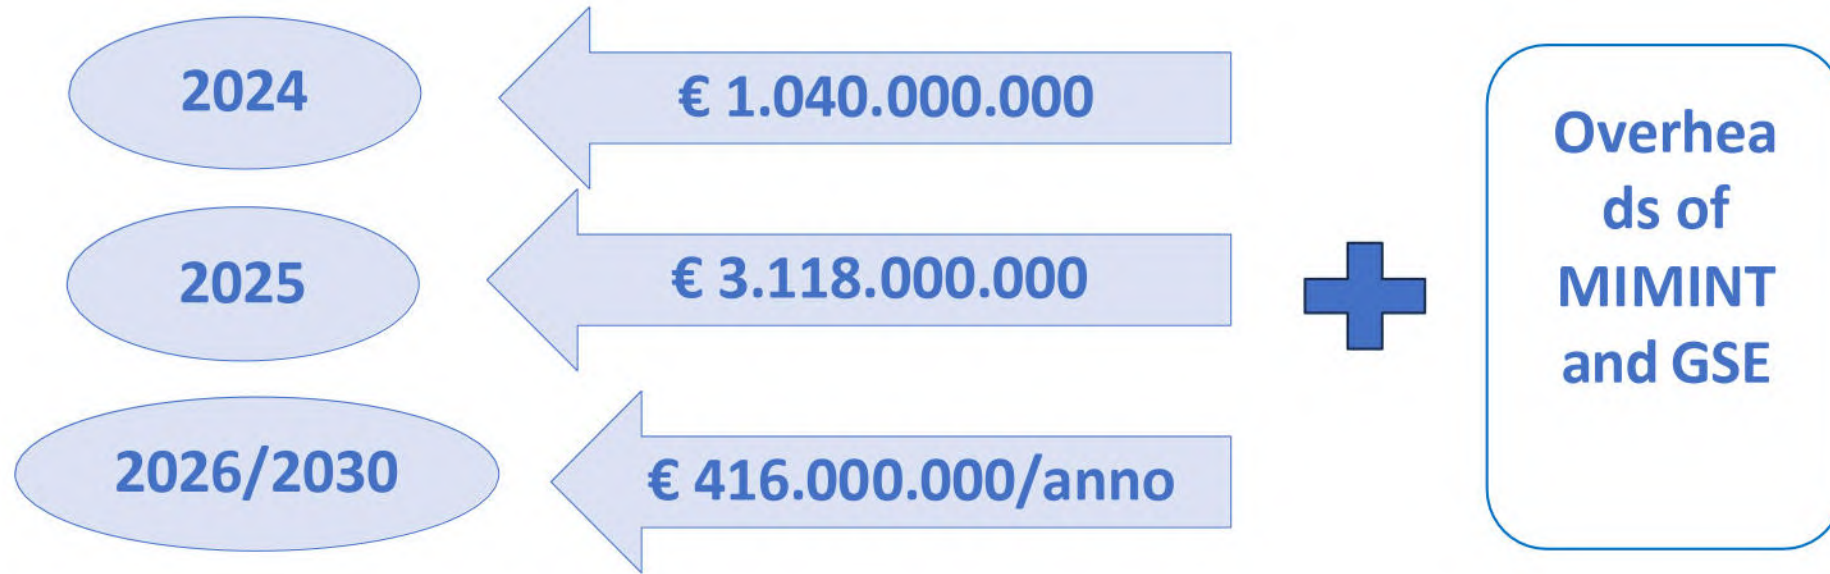 2024
€ 1.040.000.000
2025
€ 3.118.000.000
2026/2030
€ 416.000.000/anno
Overhea
ds of
MIMINT
and GSE